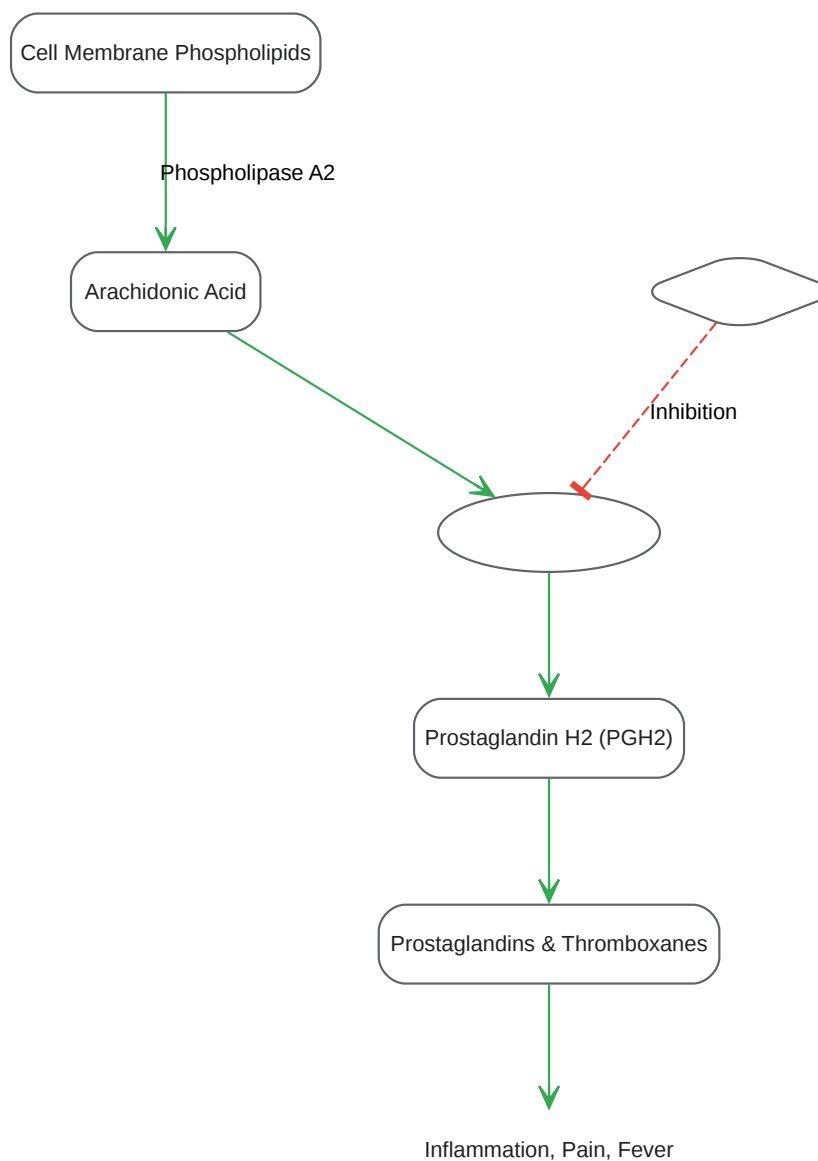 Cell Membrane Phospholipids
Phospholipase A2
Arachidonic Acid
Inhibition
Prostaglandin H2 (PGH2)
Prostaglandins & Thromboxanes
Inflammation, Pain, Fever